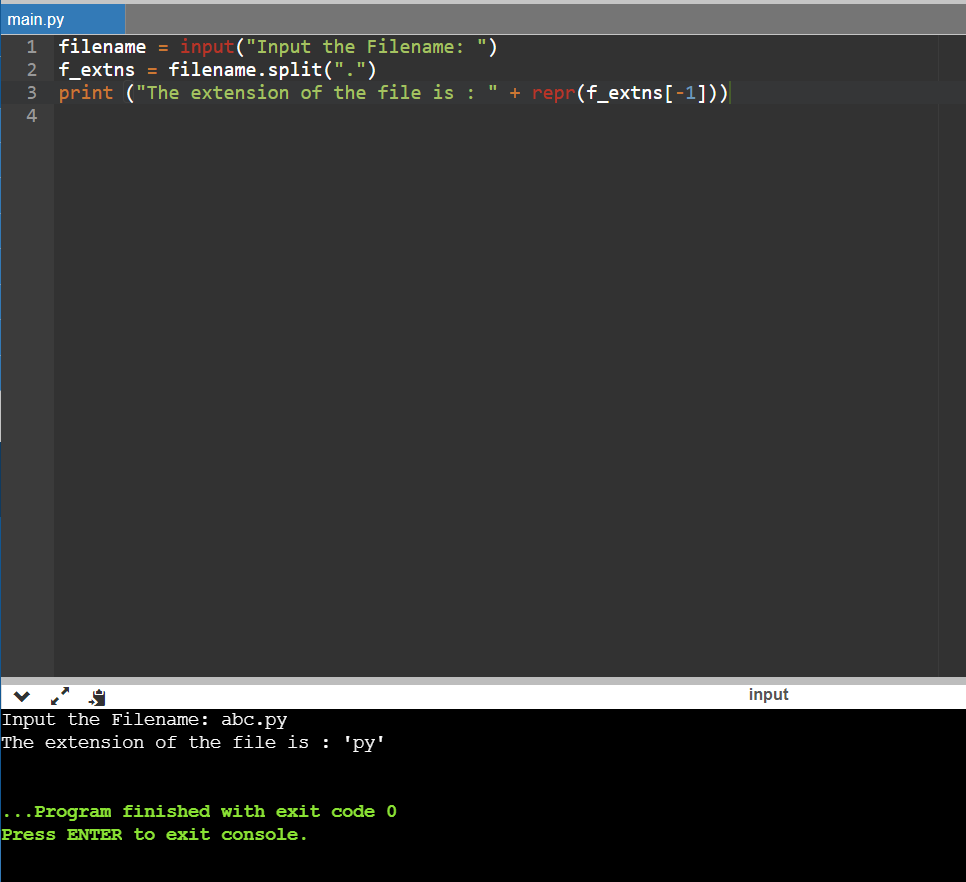 main.py
1 filename = input("Input the Filename: ")
2 f_extns = filename.split(".")
3 print ("The extension of the file is : " + repr(f_extns[-1]))
4
input
Input the Filename: abc.py
The extension of the file is : 'py'
...Program finished with exit code 0
Press ENTER to exit console.